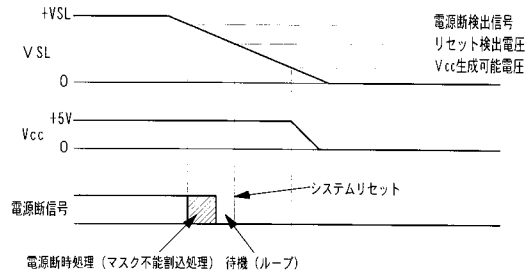 +VSL
電源断検出信号
リセット検出電圧
VSL
Vcc生成可能電圧
0
+5V
Vcc
0
システムリセット
電源断信号
電源断時処理（マスク不能割込処理） 待機（ループ）